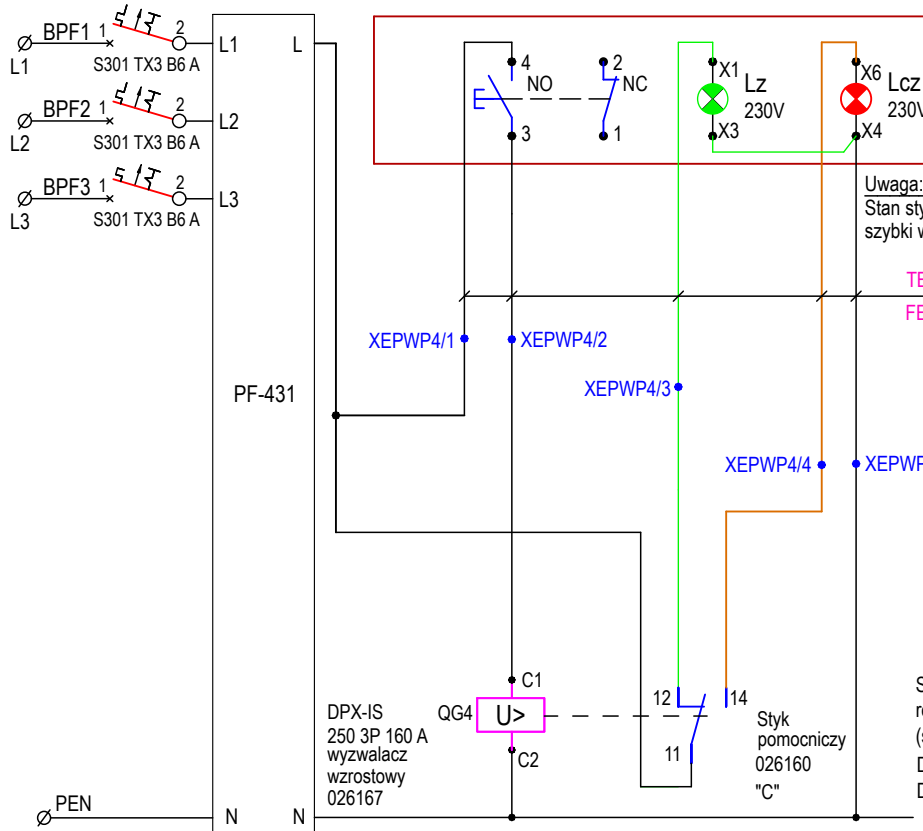 BPF1
1
2
L1
S301 TX3 B6 A
L1
L
BPF2
1
2
L2
S301 TX3 B6 A
L2
BPF3
1
2
L3
S301 TX3 B6 A
L3
4
NO
3
2
NC
1
X1
Lz
230V
X3
X6
Lcz
230V
X4
Uwaga:
Stan
szybki
XEPWP4/1
XEPWP4/2
XEPWP4/3
XEPWP4/4
PF-431
DPX-IS
250 3P 160 A
wyzwalacz
wzrostowy
026167
QG4
U>
C1
C2
12
14
11
Styk
pomocniczy
026160
"C"
PEN
N
N